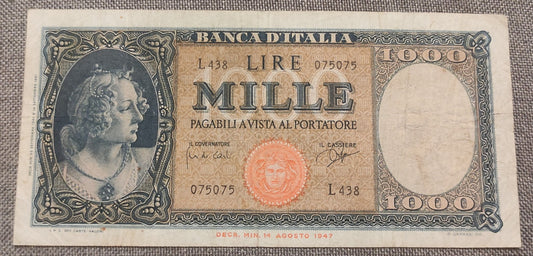 BANCA D'ITALIA
1000
L 438 LIRE 075075
1000
MILLE
PAGABILI A VISTA AL PORTATORE
IL GOVERNATORE IL CASSIERE
075075 L 438
1000
DECR. MIN. 14 AGOSTO 1947